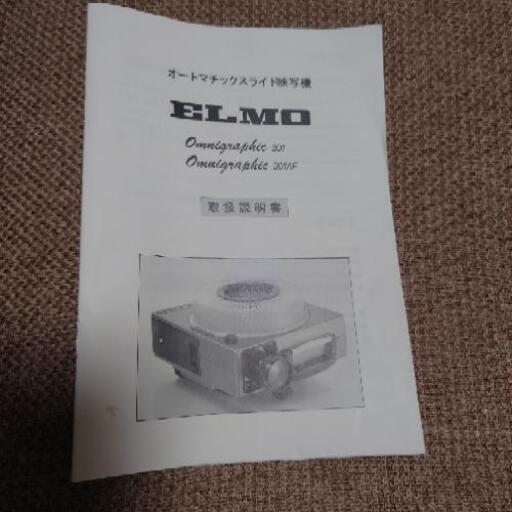 オートマチックスライド映写機
ELMO
Omnigraphic 301
Omnigraphic 301AF
取扱説明書